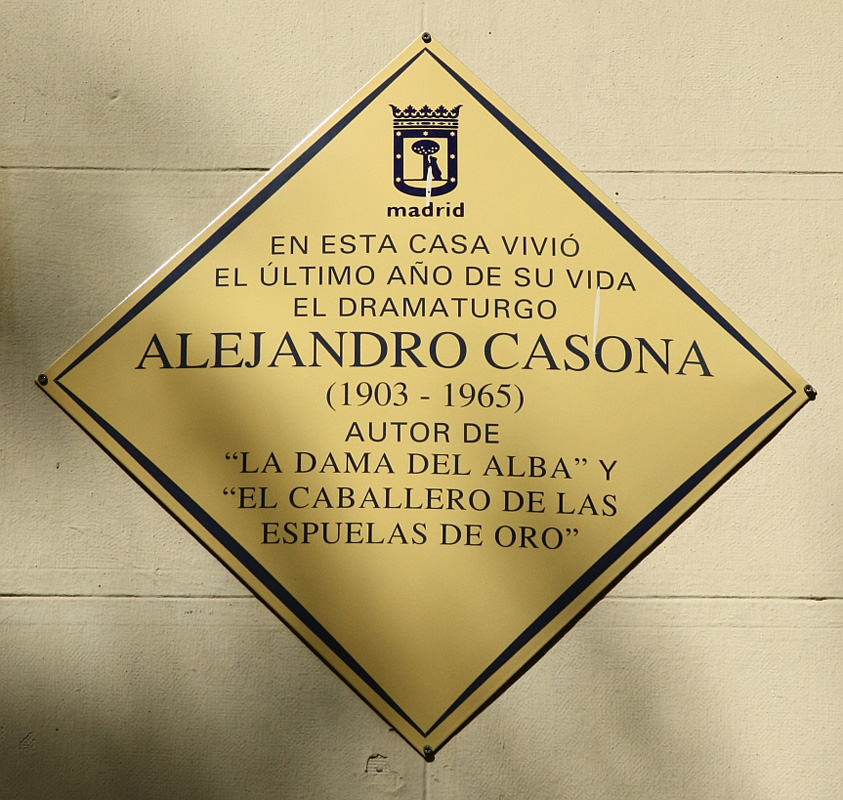 madrid
EN ESTA CASA VIVIÓ
EL ÚLTIMO AÑO DE SU VIDA
EL DRAMATURGO
ALEJANDRO CASONA
(1903 - 1965)
AUTOR DE
“LA DAMA DEL ALBA” Y
“EL CABALLERO DE LAS
ESPUELAS DE ORO”